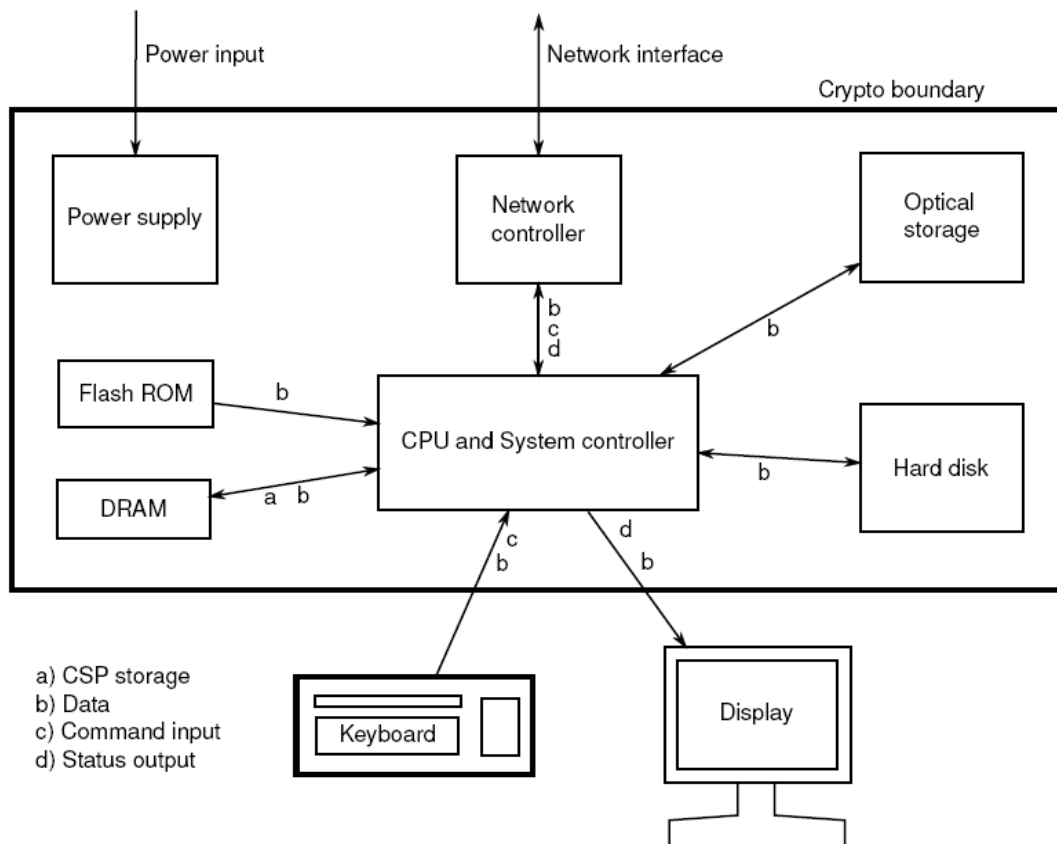 Power input
Network interface
Crypto boundary
Power supply
Network
controller
Optical
storage
b
c
d
b
Flash ROM
b
CPU and System controller
b
Hard disk
DRAM
a b
c
b
d
b
a) CSP storage
b) Data
c) Command input
d) Status output
Keyboard
Display